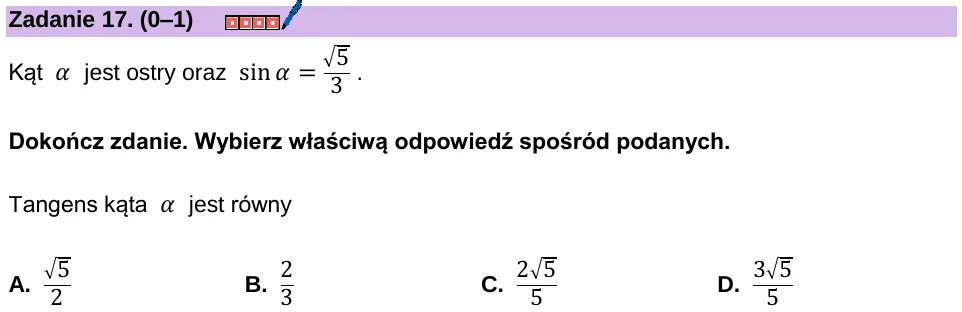 Zadanie 17. (0–1)
Kąt α jest ostry oraz sin α = √5/3 .
Dokończ zdanie. Wybierz właściwą odpowiedź spośród podanych.
Tangens kąta α jest równy
A. √5/2 B. 2/3 C. 2√5/5 D. 3√5/5